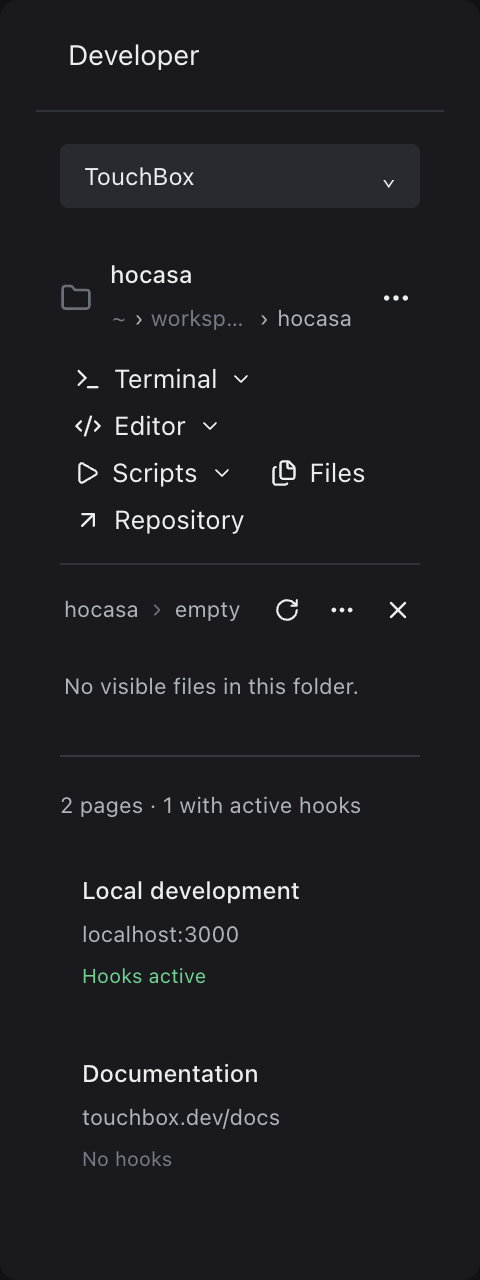 Developer
TouchBox
hocasa
~ › worksp... › hocasa
Terminal
Editor
Scripts Files
Repository
hocasa › empty
No visible files in this folder.
2 pages · 1 with active hooks
Local development
localhost:3000
Hooks active
Documentation
touchbox.dev/docs
No hooks